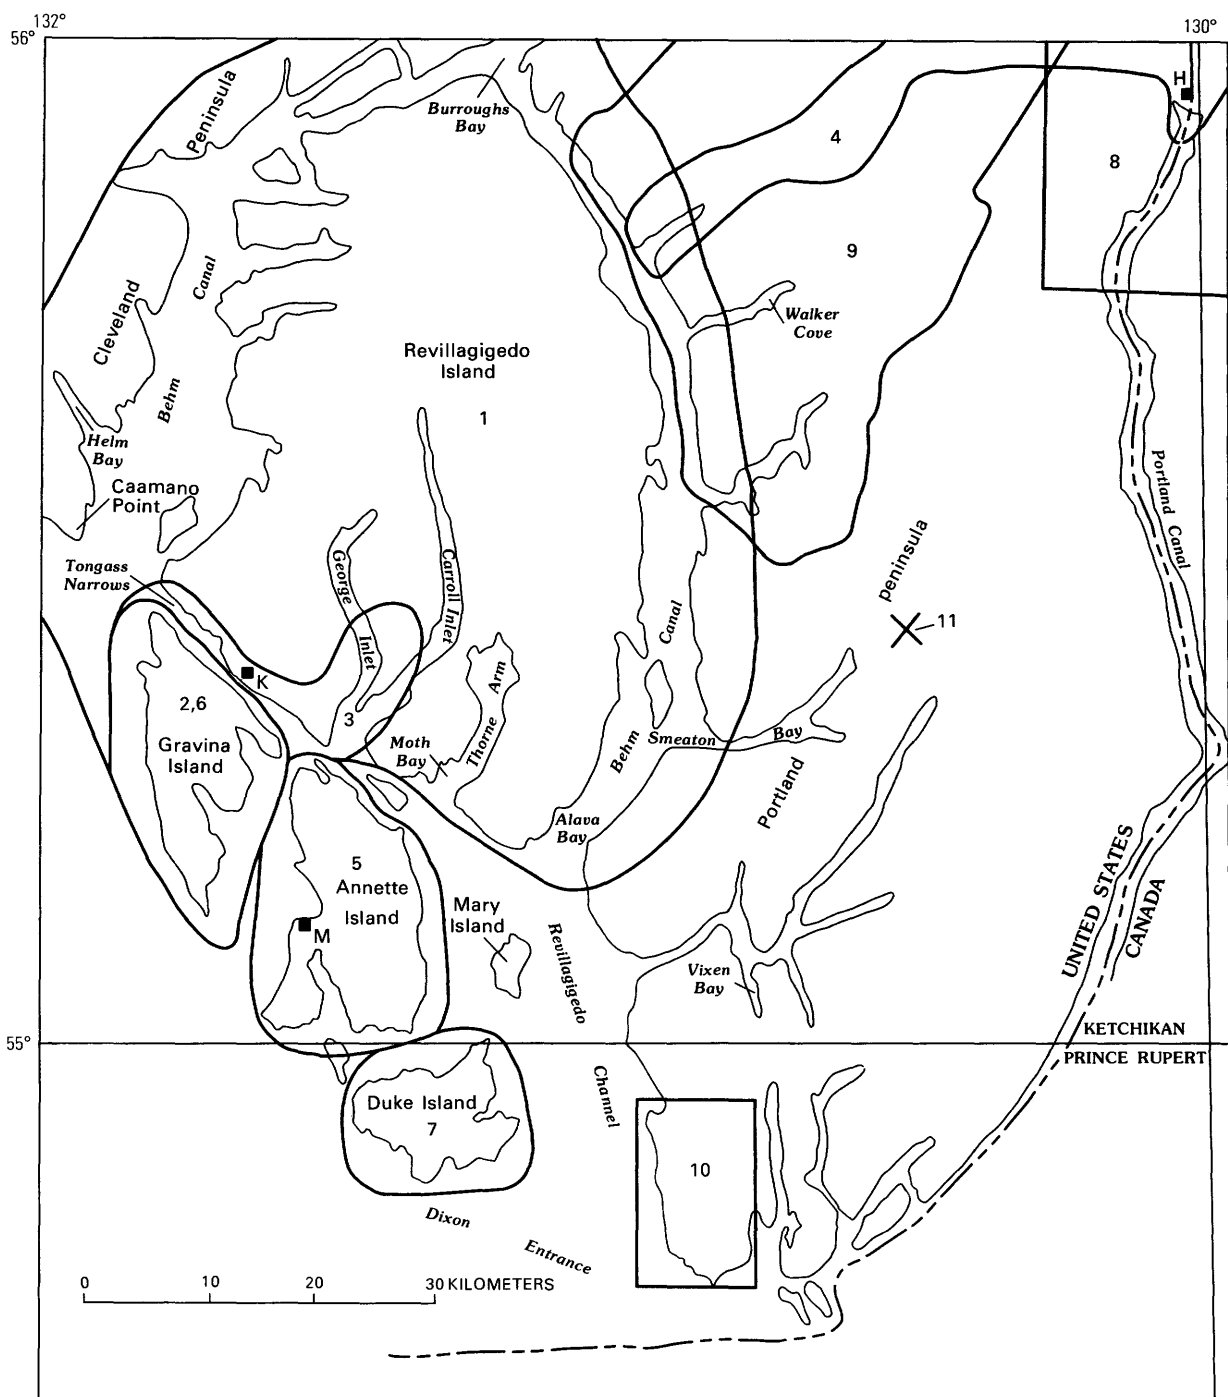 132°
130°
56°
Peninsula
Burroughs
Bay
H
4
8
9
Canal
Cleveland
Walker
Cove
Revillagigedo
Island
1
Behm
Helm
Bay
Caamano
Point
Portland Canal
Tongass
Narrows
George
Inlet
Carroll Inlet
peninsula
11
Canal
K
2,6
Gravina
Island
3
Arm
Thorne
Moth
Bay
Behm
Smeaton
Bay
Portland
Alava
Bay
5
Annette
Island
M
Mary
Island
Revillagigedo
Channel
Vixen
Bay
UNITED STATES
CANADA
55°
KETCHIKAN
PRINCE RUPERT
Duke Island
7
10
Dixon
Entrance
0 10 20 30 KILOMETERS